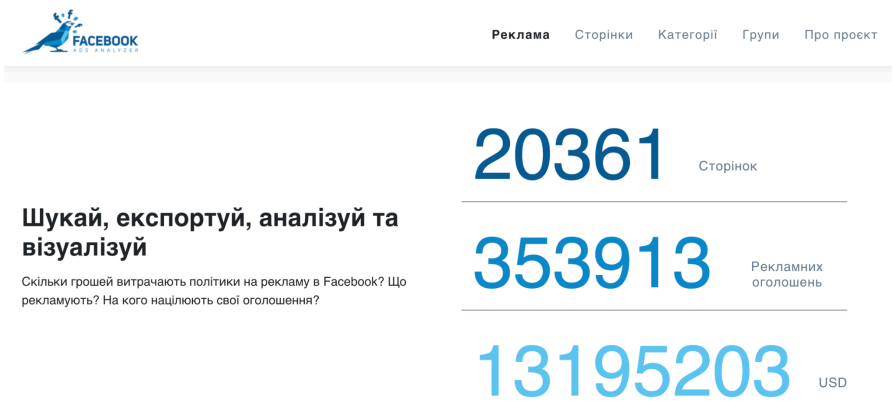 FACEBOOK
ADS ANALYZER
Реклама Сторінки Категорії Групи Про проєкт
Шукай, експортуй, аналізуй та
візуалізуй
Скільки грошей витрачають політики на рекламу в Facebook? Що
рекламують? На кого націлюють свої оголошення?
20361 Сторінок
353913 Рекламних
оголошень
13195203 USD